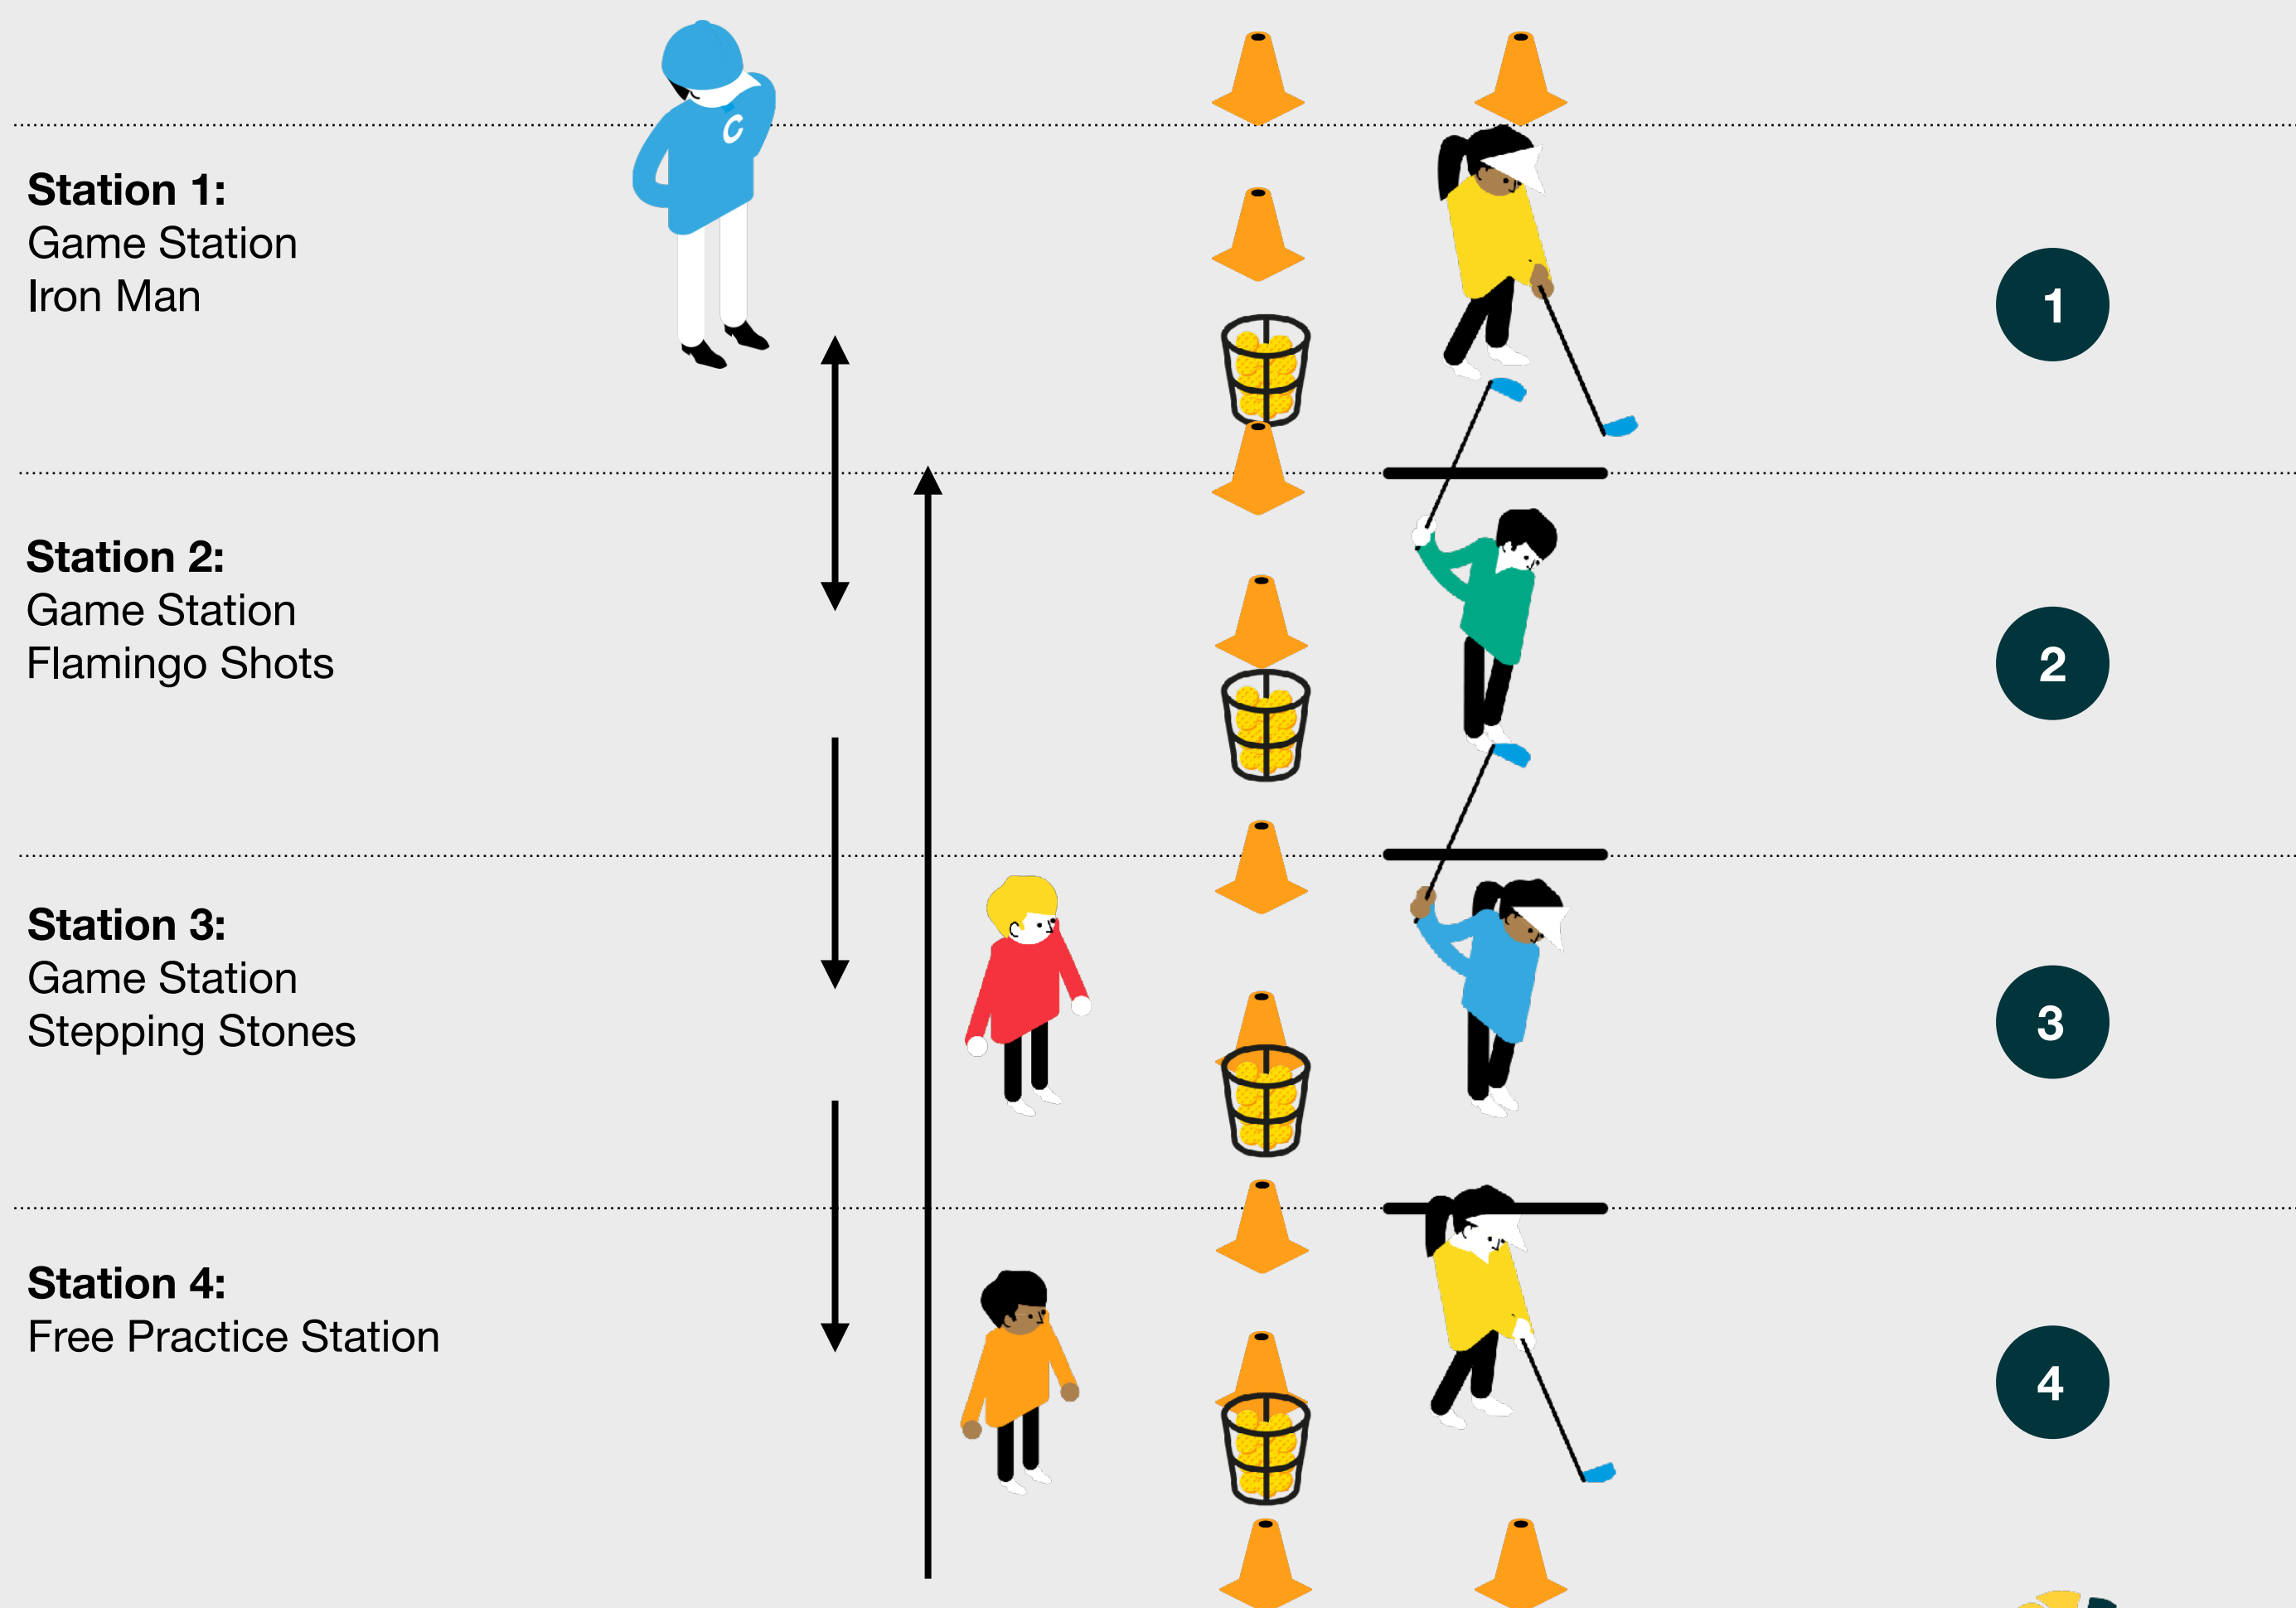 C
Station 1:
Game Station
Iron Man
1
Station 2:
Game Station
Flamingo Shots
2
Station 3:
Game Station
Stepping Stones
3
Station 4:
Free Practice Station
4